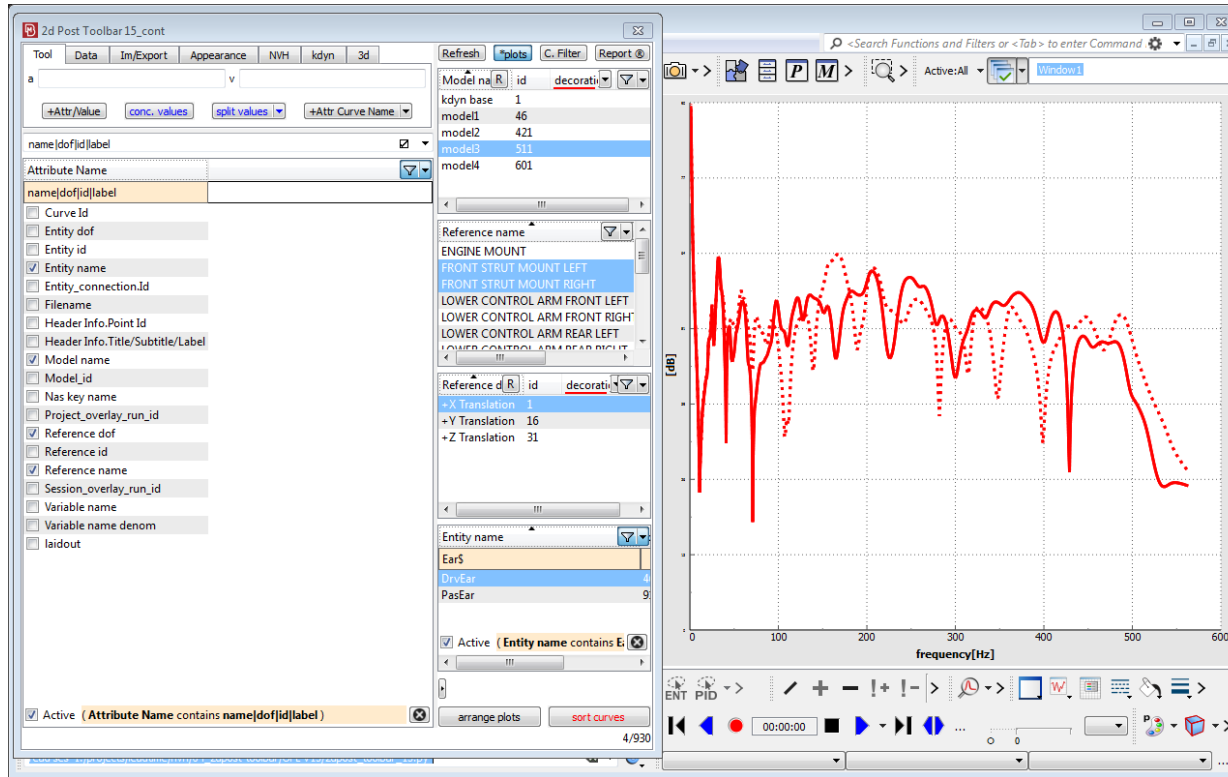 2d Post Toolbar 15_cont
Tool Data Im/Export Appearance NVH kdyn 3d
a v
+Attr/Value conc. values split values +Attr Curve Name
name|dof|id|label
Attribute Name
name|dof|id|label
Curve Id
Entity dof
Entity id
Entity name
Entity_connection.Id
Filename
Header Info.Point Id
Header Info.Title/Subtitle/Label
Model name
Model_id
Nas key name
Project_overlay_run_id
Reference dof
Reference id
Reference name
Session_overlay_run_id
Variable name
Variable name denom
laidout
Active ( Attribute Name contains name|dof|id|label )
Refresh *plots C. Filter Report ®
Model na R id decorati
kdyn base 1
model1 46
model2 421
model3 511
model4 601
Reference name
ENGINE MOUNT
FRONT STRUT MOUNT LEFT
FRONT STRUT MOUNT RIGHT
LOWER CONTROL ARM FRONT LEFT
LOWER CONTROL ARM FRONT RIGHT
LOWER CONTROL ARM REAR LEFT
LOWER CONTROL ARM REAR RIGHT
Reference d R id decorati
+X Translation 1
+Y Translation 16
+Z Translation 31
Entity name
Ear$
DrvEar 4
PasEar 9
Active ( Entity name contains E
arrange plots sort curves
4/930
<Search Functions and Filters or <Tab> to enter Command
P M Active:All Window1
[dB]
0 100 200 300 400 500 600
frequency[Hz]
ENT PID
00:00:00 ... 0 0